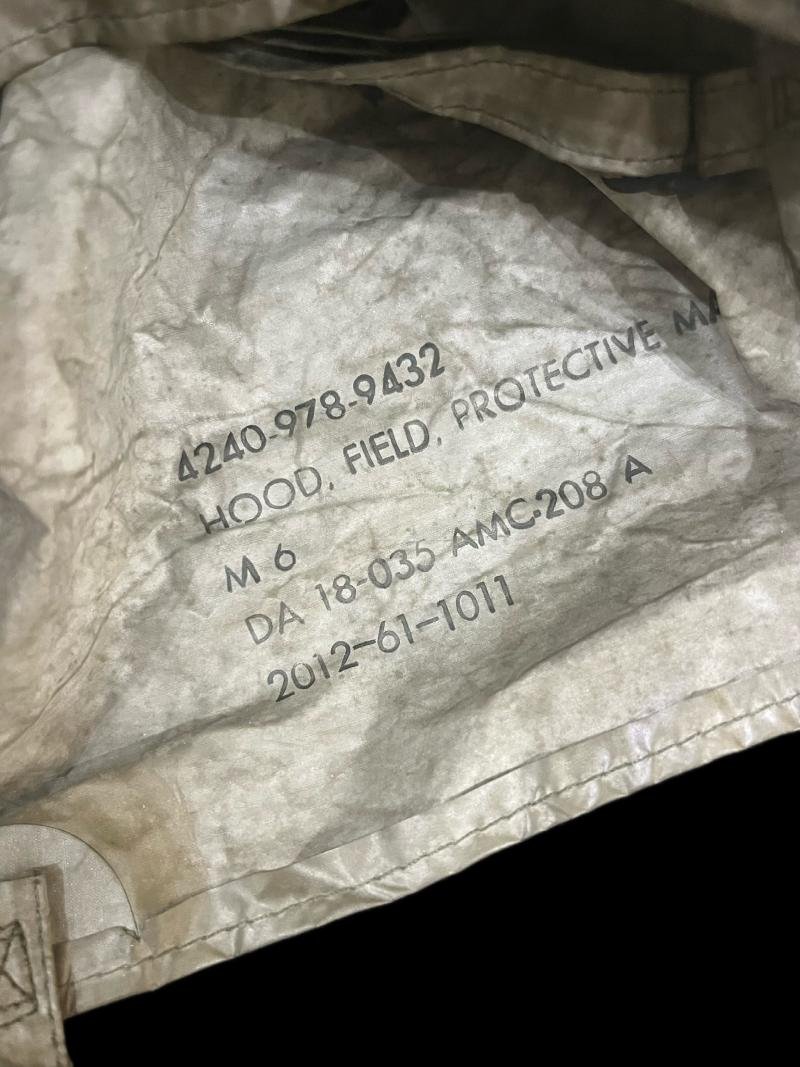 4240-978-9432
HOOD, FIELD, PROTECTIVE
M 6
DA 18-035 AMC-208 A
2012-61-1011